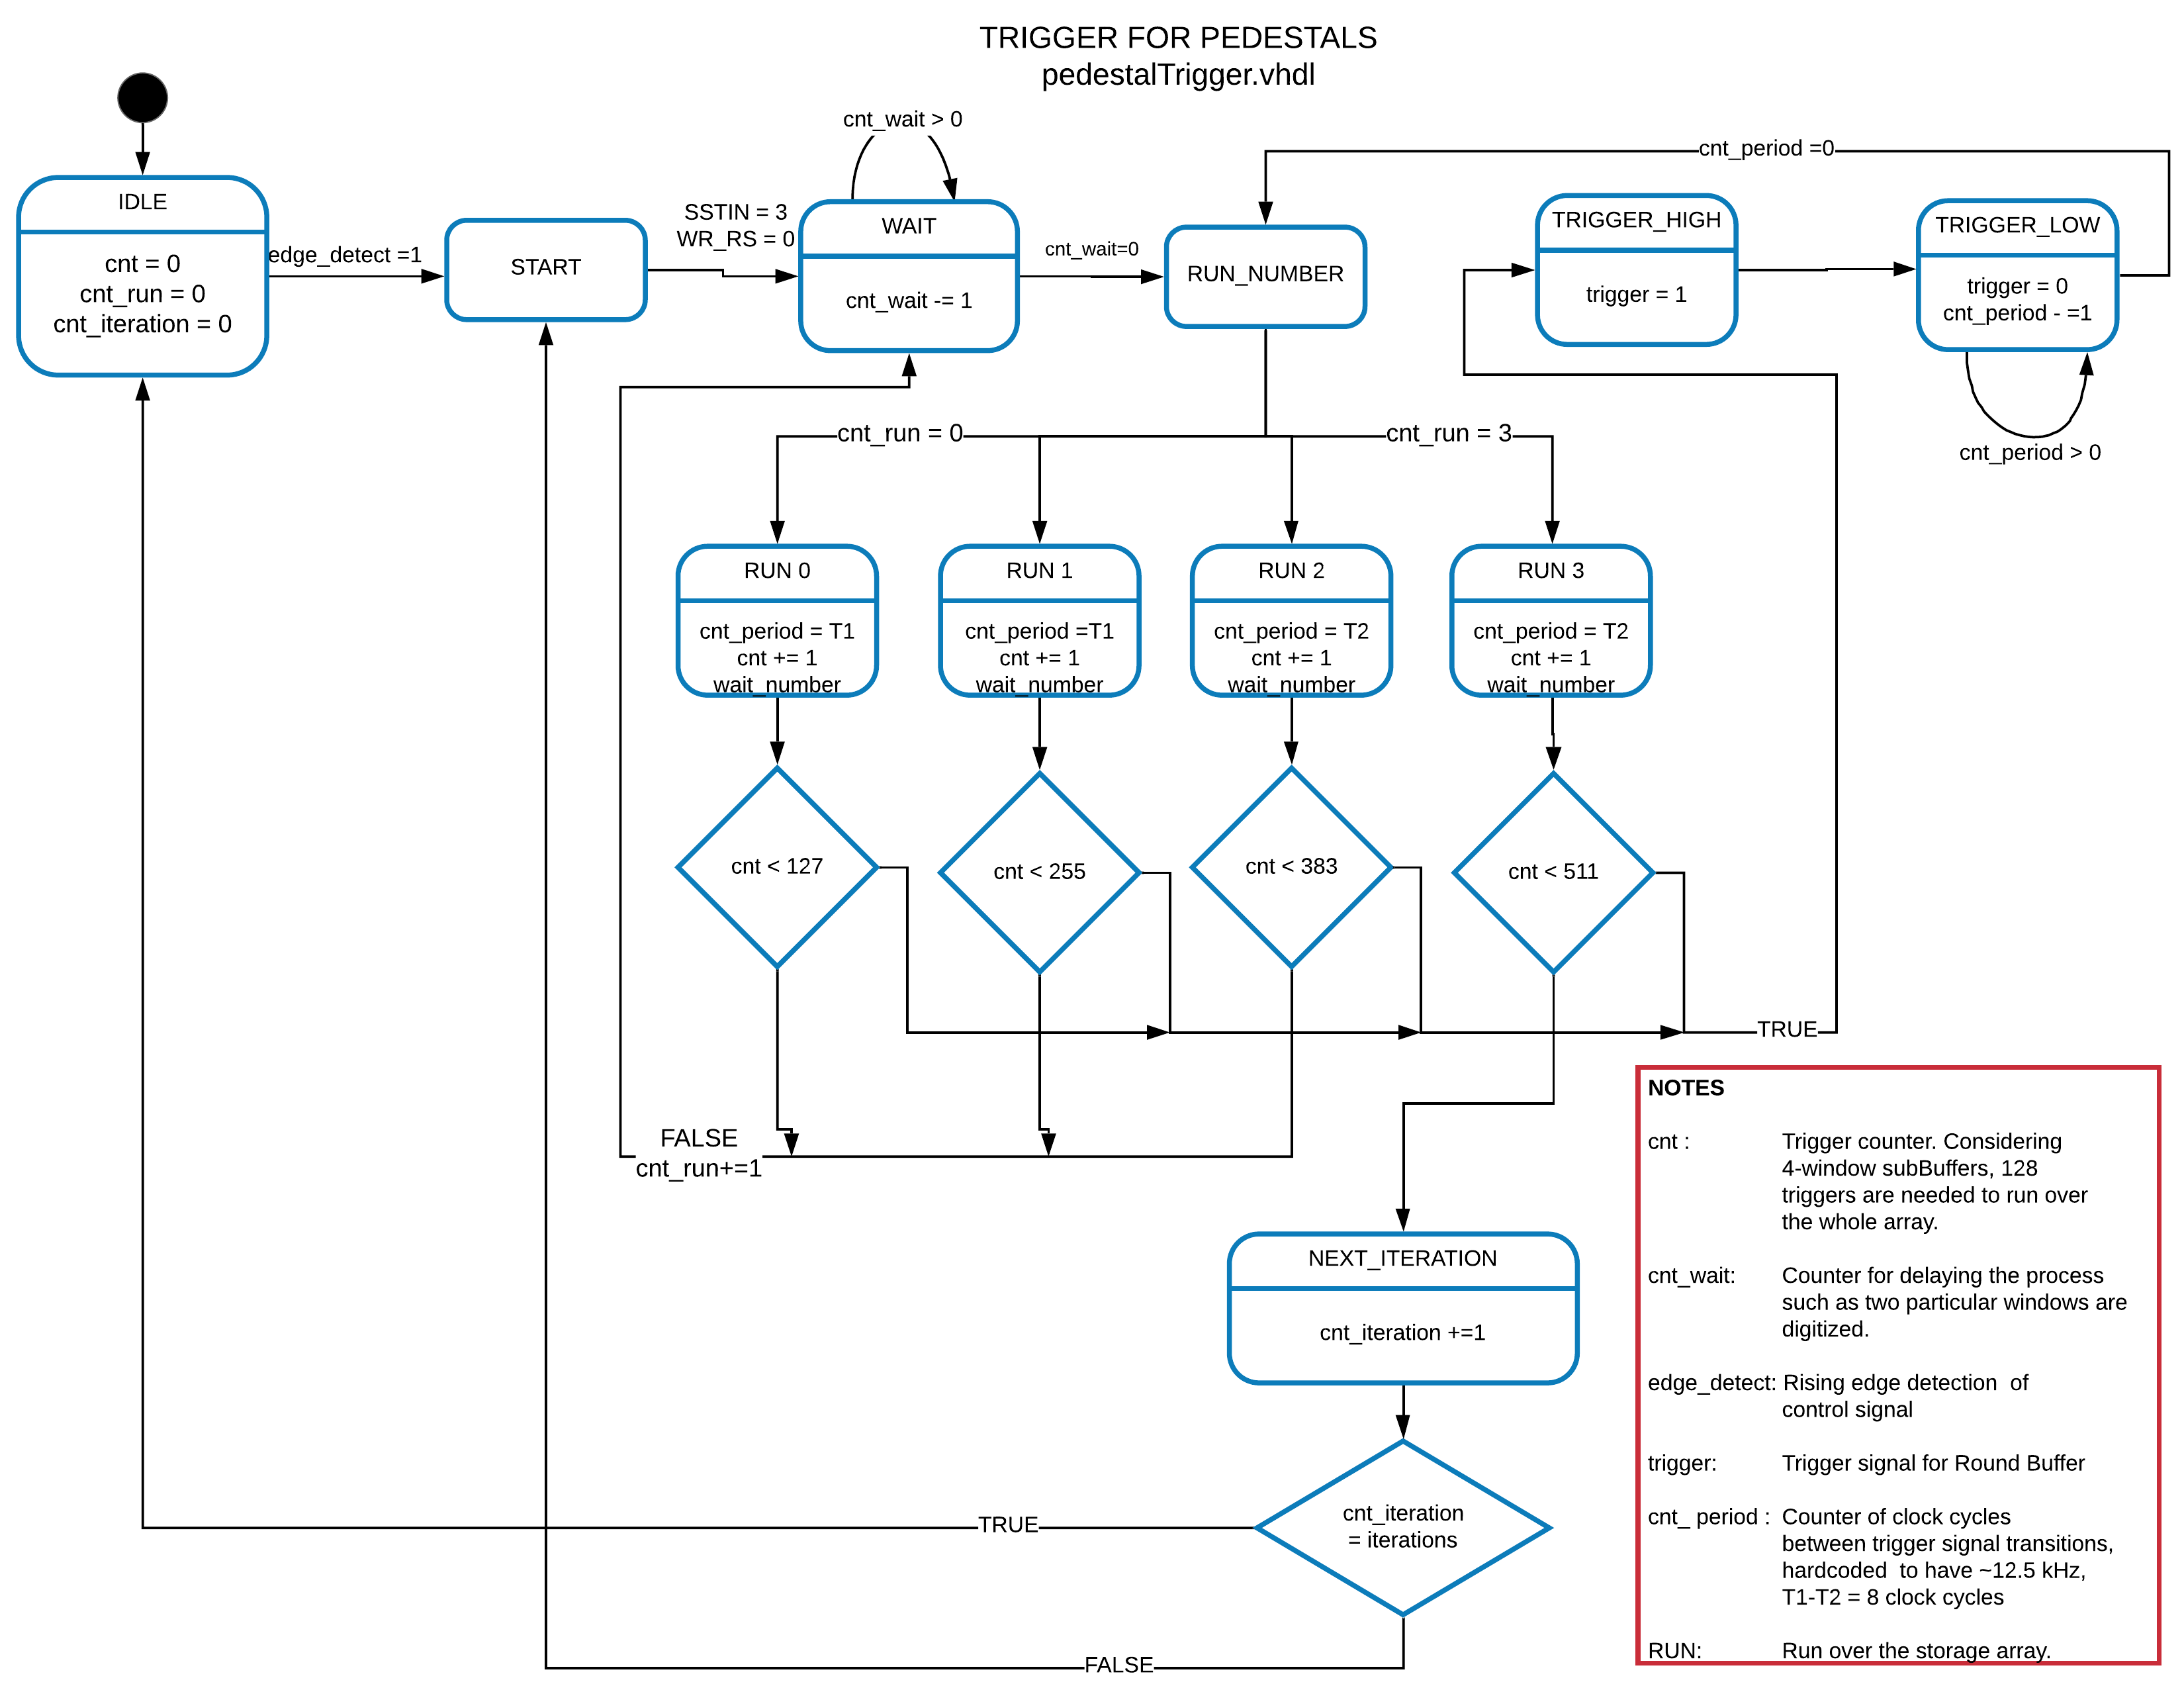 TRIGGER FOR PEDESTALS
pedestalTrigger.vhdl
cnt_wait > 0
cnt_period =0
IDLE
cnt = 0
cnt_run = 0
cnt_iteration = 0
edge_detect =1
START
SSTIN = 3
WR_RS = 0
WAIT
cnt_wait -= 1
cnt_wait=0
RUN_NUMBER
TRIGGER_HIGH
trigger = 1
TRIGGER_LOW
trigger = 0
cnt_period - =1
cnt_period > 0
cnt_run = 0
cnt_run = 3
RUN 0
cnt_period = T1
cnt += 1
wait_number
RUN 1
cnt_period =T1
cnt += 1
wait_number
RUN 2
cnt_period = T2
cnt += 1
wait_number
RUN 3
cnt_period = T2
cnt += 1
wait_number
cnt < 127
cnt < 255
cnt < 383
cnt < 511
TRUE
FALSE
cnt_run+=1
NEXT_ITERATION
cnt_iteration +=1
cnt_iteration
= iterations
TRUE
FALSE
NOTES
cnt : Trigger counter. Considering
4-window subBuffers, 128
triggers are needed to run over
the whole array.
cnt_wait: Counter for delaying the process
such as two particular windows are
digitized.
edge_detect: Rising edge detection of
control signal
trigger: Trigger signal for Round Buffer
cnt_ period : Counter of clock cycles
between trigger signal transitions,
hardcoded to have ~12.5 kHz,
T1-T2 = 8 clock cycles
RUN: Run over the storage array.